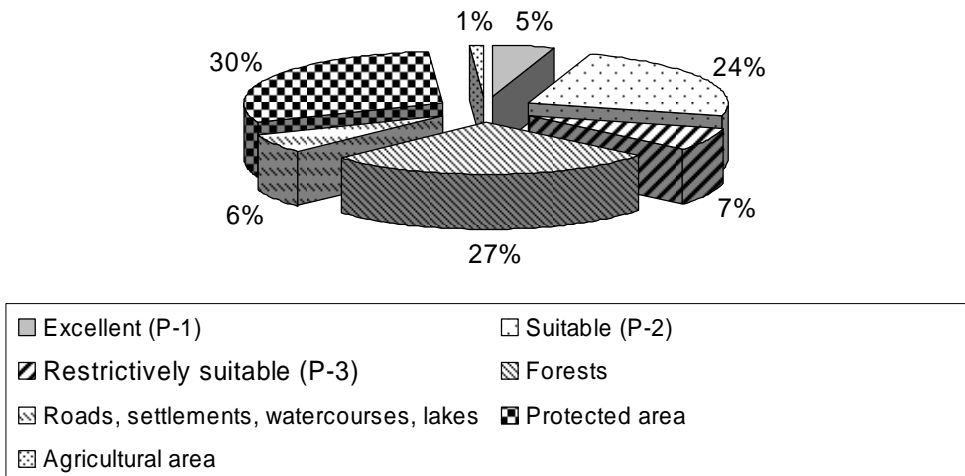 1% 5%
30% 24%
6% 7%
27%
Excellent (P-1) Suitable (P-2)
Restrictively suitable (P-3) Forests
Roads, settlements, watercourses, lakes Protected area
Agricultural area